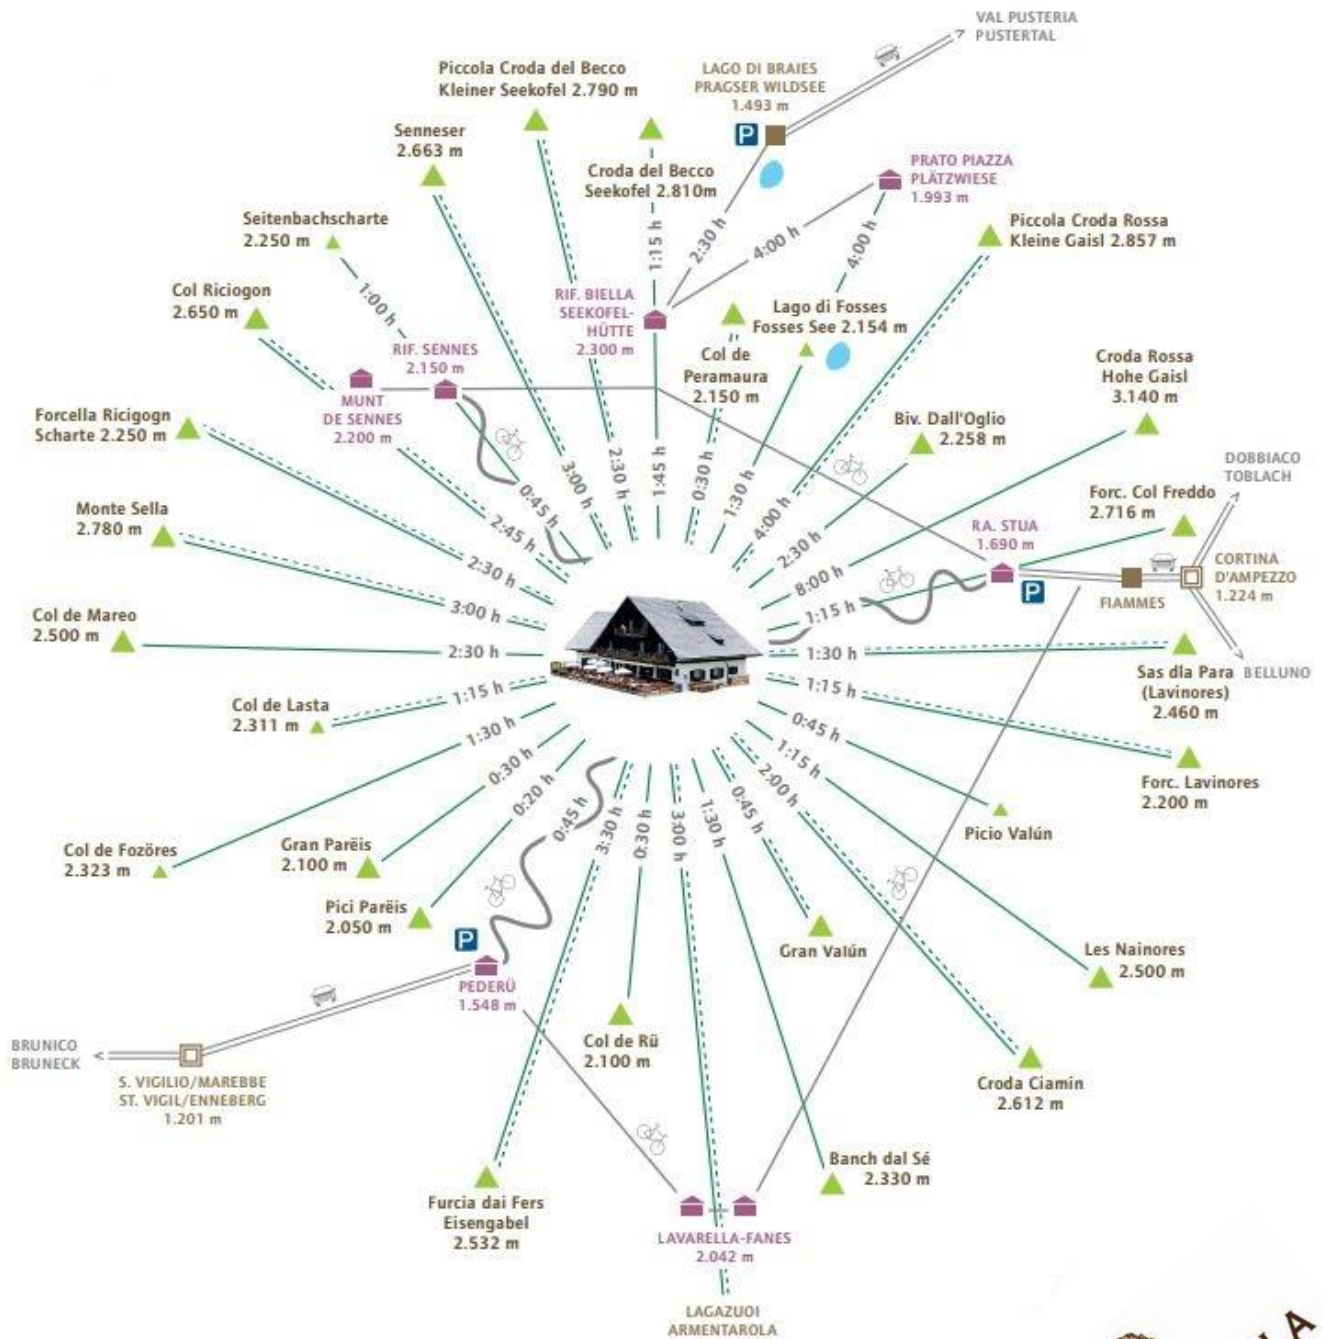 VAL PUSTERIA
PUSTERTAL
LAGO DI BRAIES
PRAGSER WILDSEE
1.493 m
P
Piccola Croda del Becco
Kleiner Seekofel 2.790 m
Senneser
2.663 m
Croda del Becco
Seekofel 2.810m
PRATO PIAZZA
PLÄTZWIESE
1.993 m
Seitenbachscharte
2.250 m
Piccola Croda Rossa
Kleine Gaisl 2.857 m
1:15 h
2:30 h
4:00 h
4:00 h
Col Riciogon
2.650 m
1:00 h
RIF. BIELLA
SEEKOFEL-
HÜTTE
2.300 m
Lago di Fosses
Fosses See 2.154 m
RIF. SENNES
2.150 m
Col de
Peramaura
2.150 m
Croda Rossa
Hohe Gaisl
3.140 m
MUNT
DE SENNES
2.200 m
Forcella Ricigogn
Scharte 2.250 m
Biv. Dall'Oglio
2.258 m
DOBBIACO
TOBLACH
Forc. Col Freddo
2.716 m
Monte Sella
2.780 m
RA. STUA
1.690 m
P
FIAMMES
CORTINA
D'AMPEZZO
1.224 m
BELLUNO
2:30 h
3:00 h
2:45 h
0:45 h
3:00 h
2:30 h
1:45 h
0:30 h
1:30 h
4:00 h
2:30 h
8:00 h
1:15 h
Col de Mareo
2.500 m
2:30 h
1:30 h
Sas dla Para
(Lavinores)
2.460 m
Col de Lasta
2.311 m
1:15 h
1:15 h
Forc. Lavinores
2.200 m
1:30 h
0:30 h
0:20 h
0:45 h
3:30 h
0:30 h
3:00 h
1:30 h
0:45 h
2:00 h
1:15 h
0:45 h
Picio Valún
Col de Fozöres
2.323 m
Gran Parëis
2.100 m
Pici Parëis
2.050 m
P
PEDERÜ
1.548 m
Gran Valún
Les Nainores
2.500 m
Col de Rü
2.100 m
BRUNICO
BRUNECK
S. VIGILIO/MAREBBE
ST. VIGIL/ENNEBERG
1.201 m
Croda Ciamin
2.612 m
Banch dal Sé
2.330 m
Furcia dai Fers
Eisengabel
2.532 m
LAVARELLA-FANES
2.042 m
LAGAZUOI
ARMENTAROLA